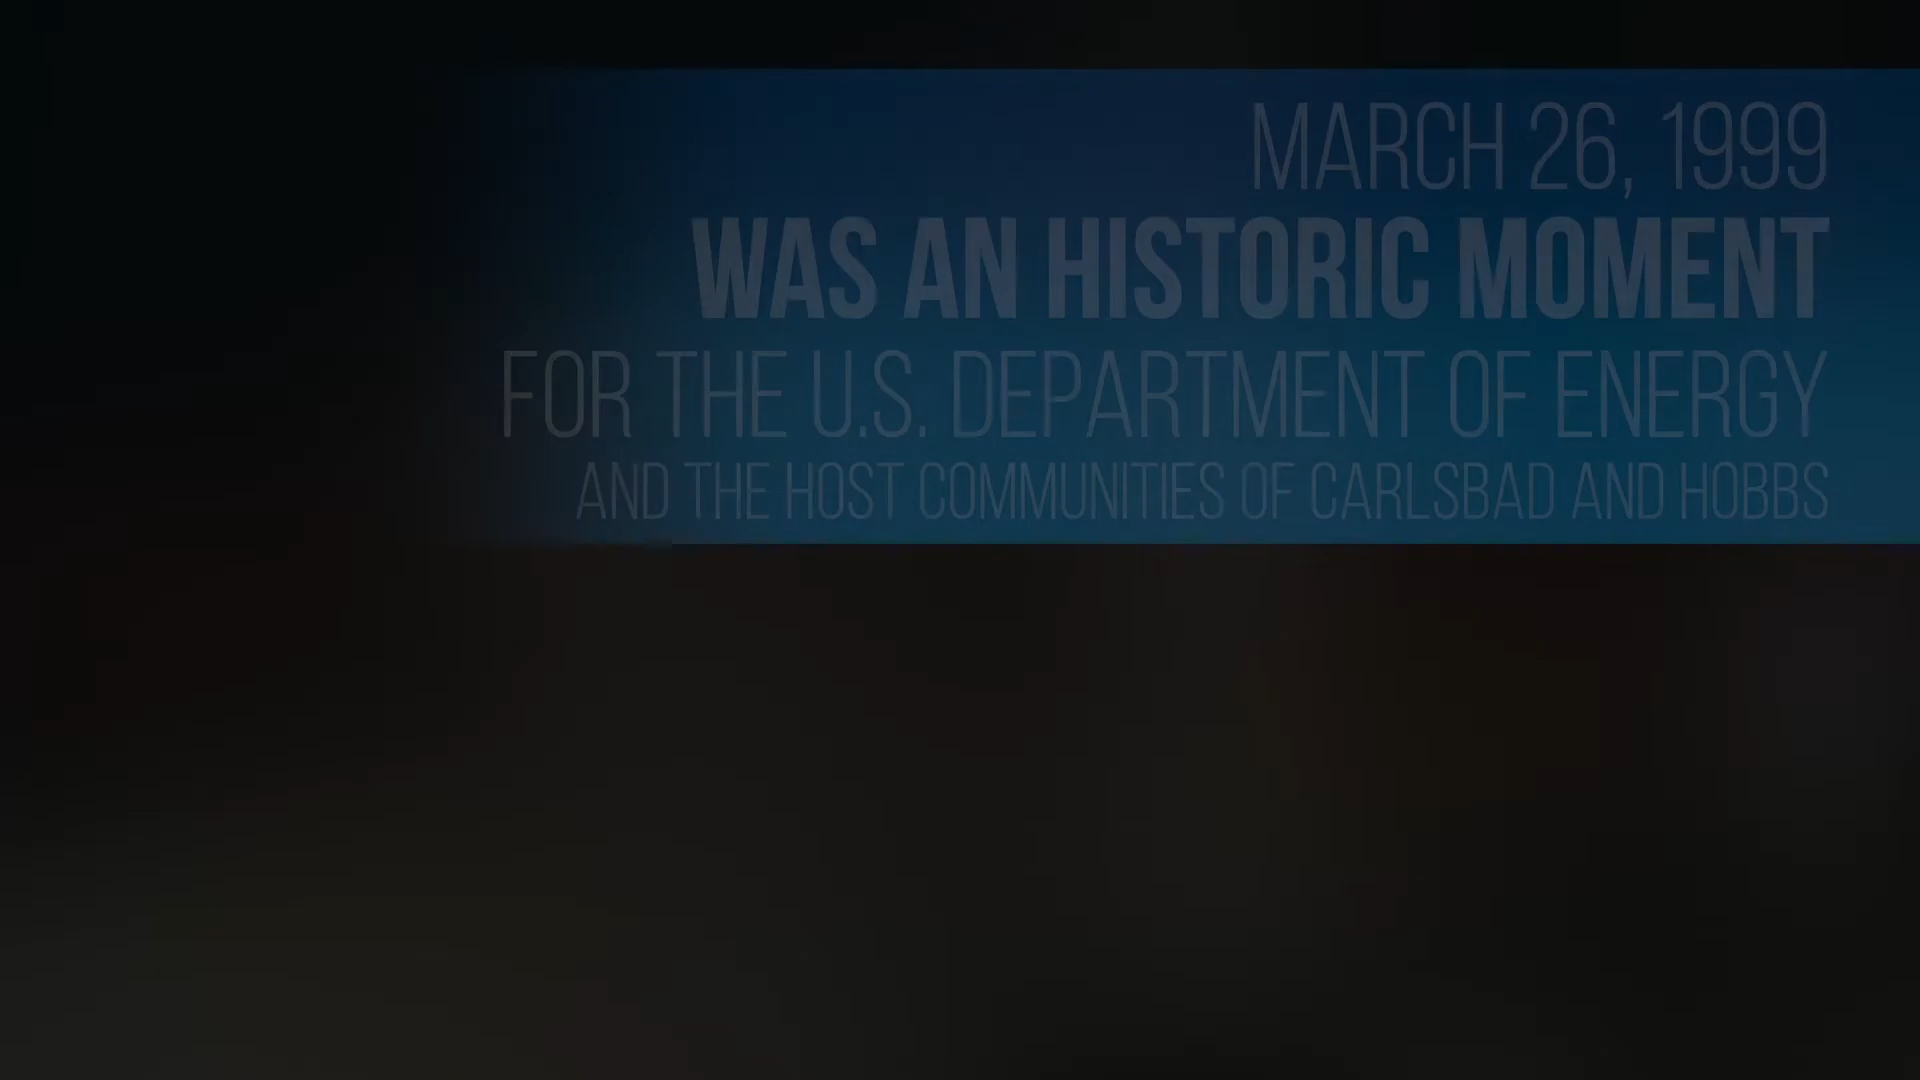 MARCH 26, 1999
WAS AN HISTORIC MOMENT
FOR THE U.S. DEPARTMENT OF ENERGY
AND THE HOST COMMUNITIES OF CARLSBAD AND HOBBS